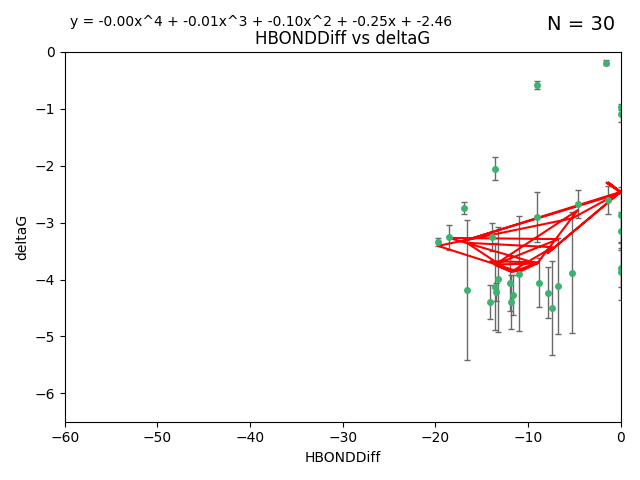 y = -0.00x^4 + -0.01x^3 + -0.10x^2 + -0.25x + -2.46
N = 30
HBONDDiff vs deltaG
0
−1
−2
−3
−4
−5
−6
deltaG
−60 −50 −40 −30 −20 −10 0
HBONDDiff